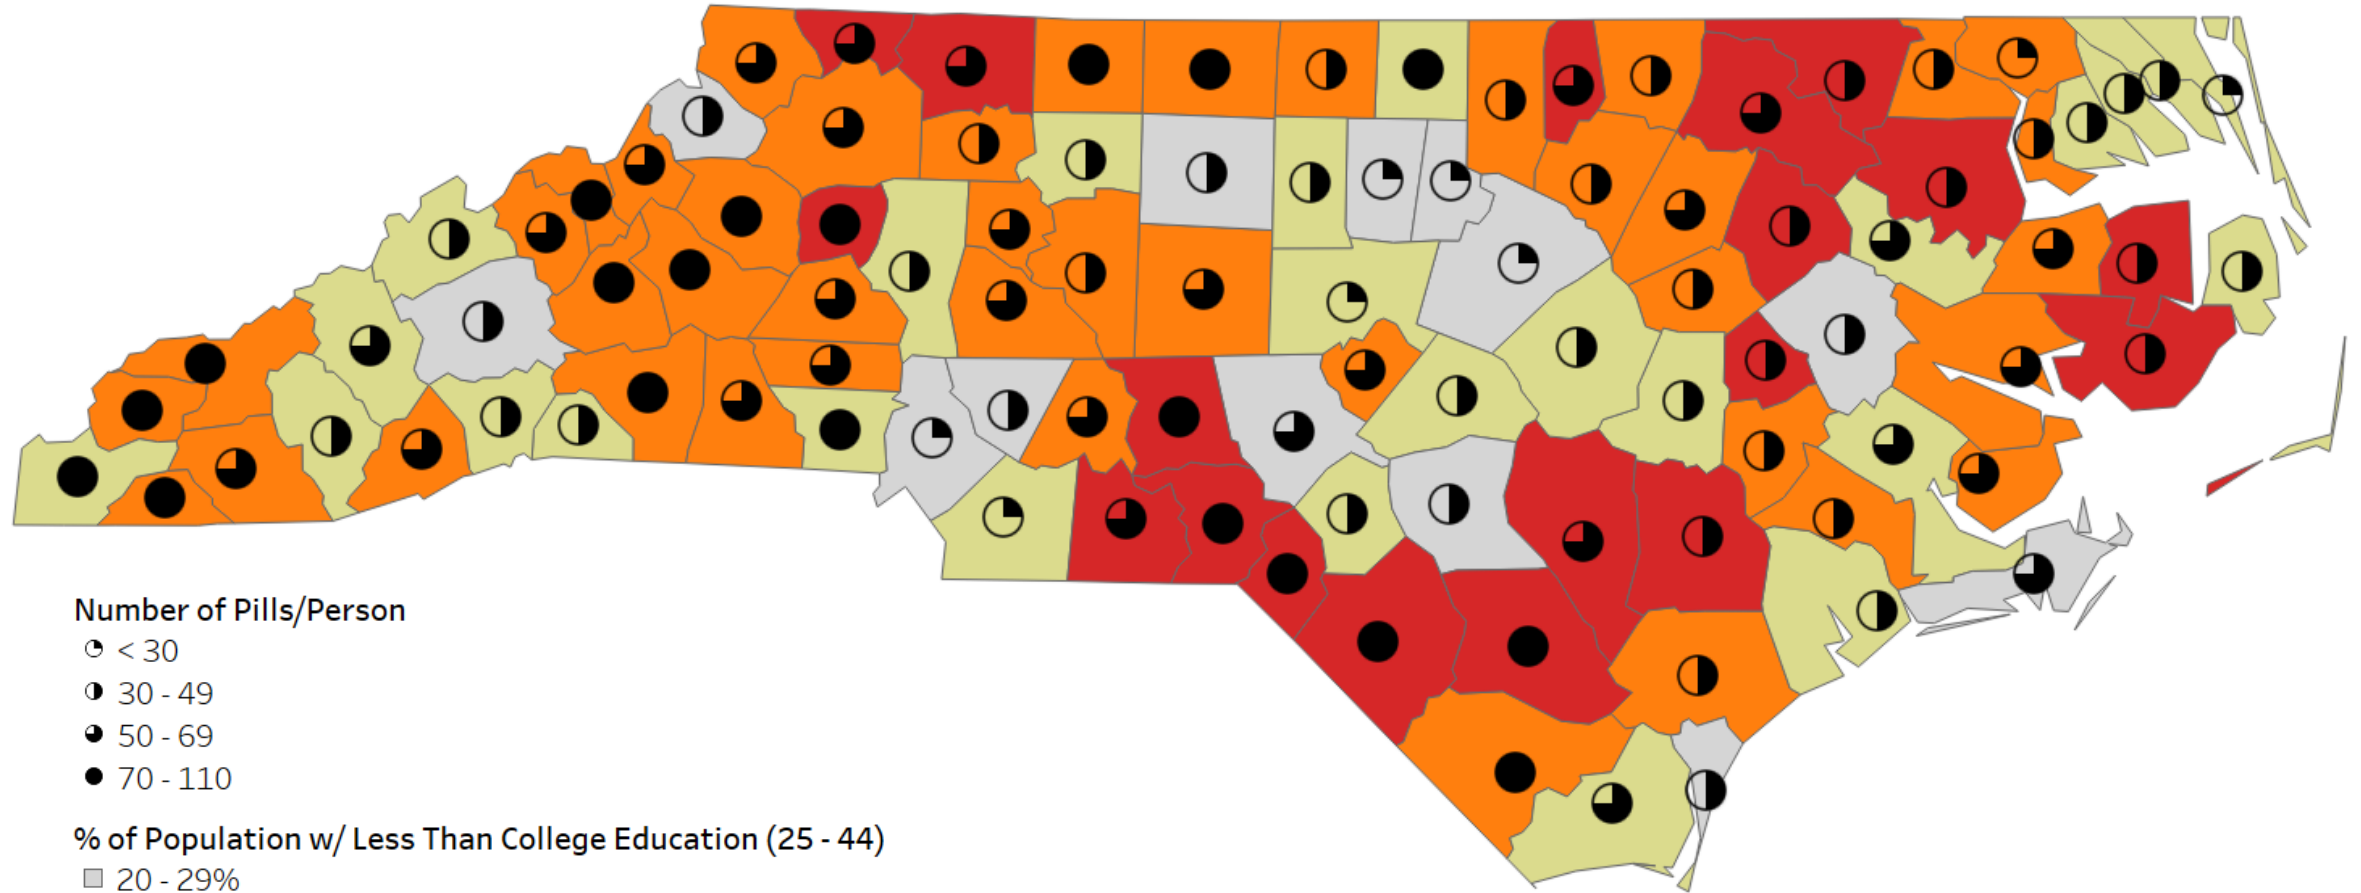 Number of Pills/Person
< 30
30 - 49
50 - 69
70 - 110
% of Population w/ Less Than College Education (25 - 44)
20 - 29%